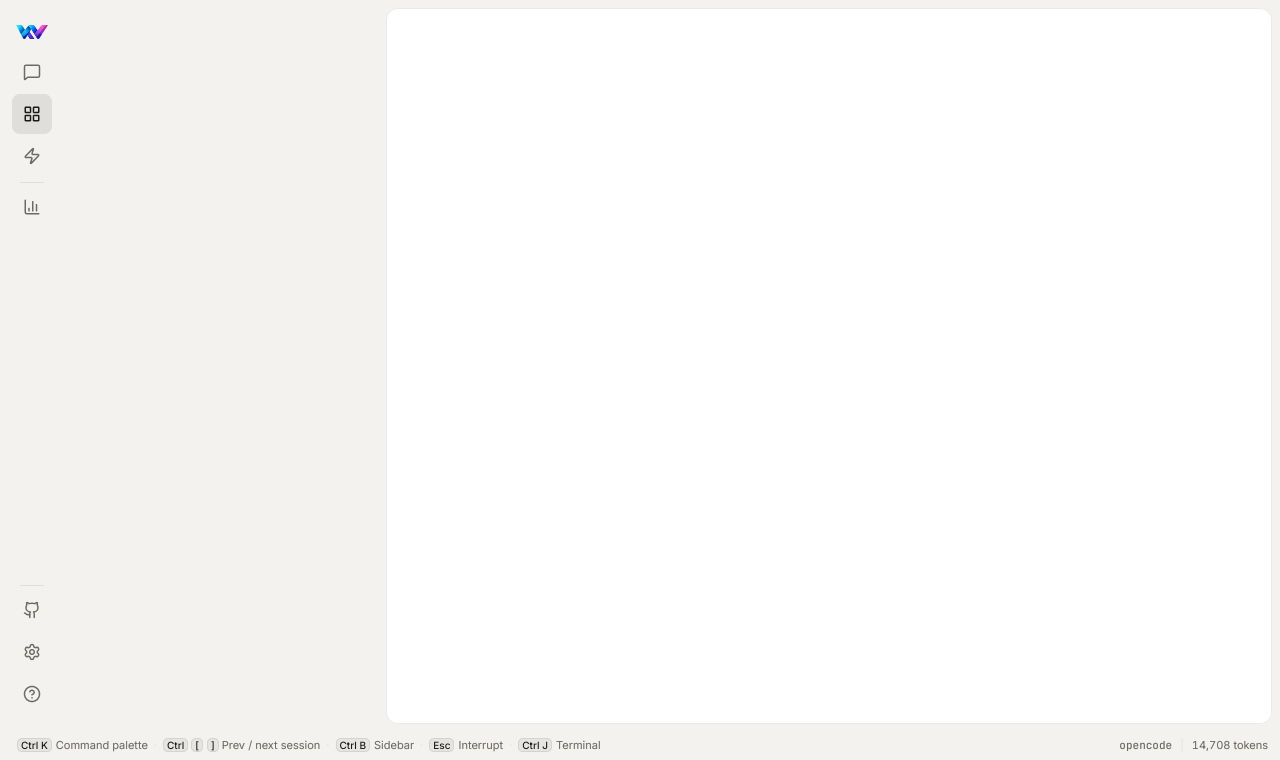 Ctrl K Command palette Ctrl [ ] Prev / next session Ctrl B Sidebar Esc Interrupt Ctrl J Terminal opencode 14,708 tokens